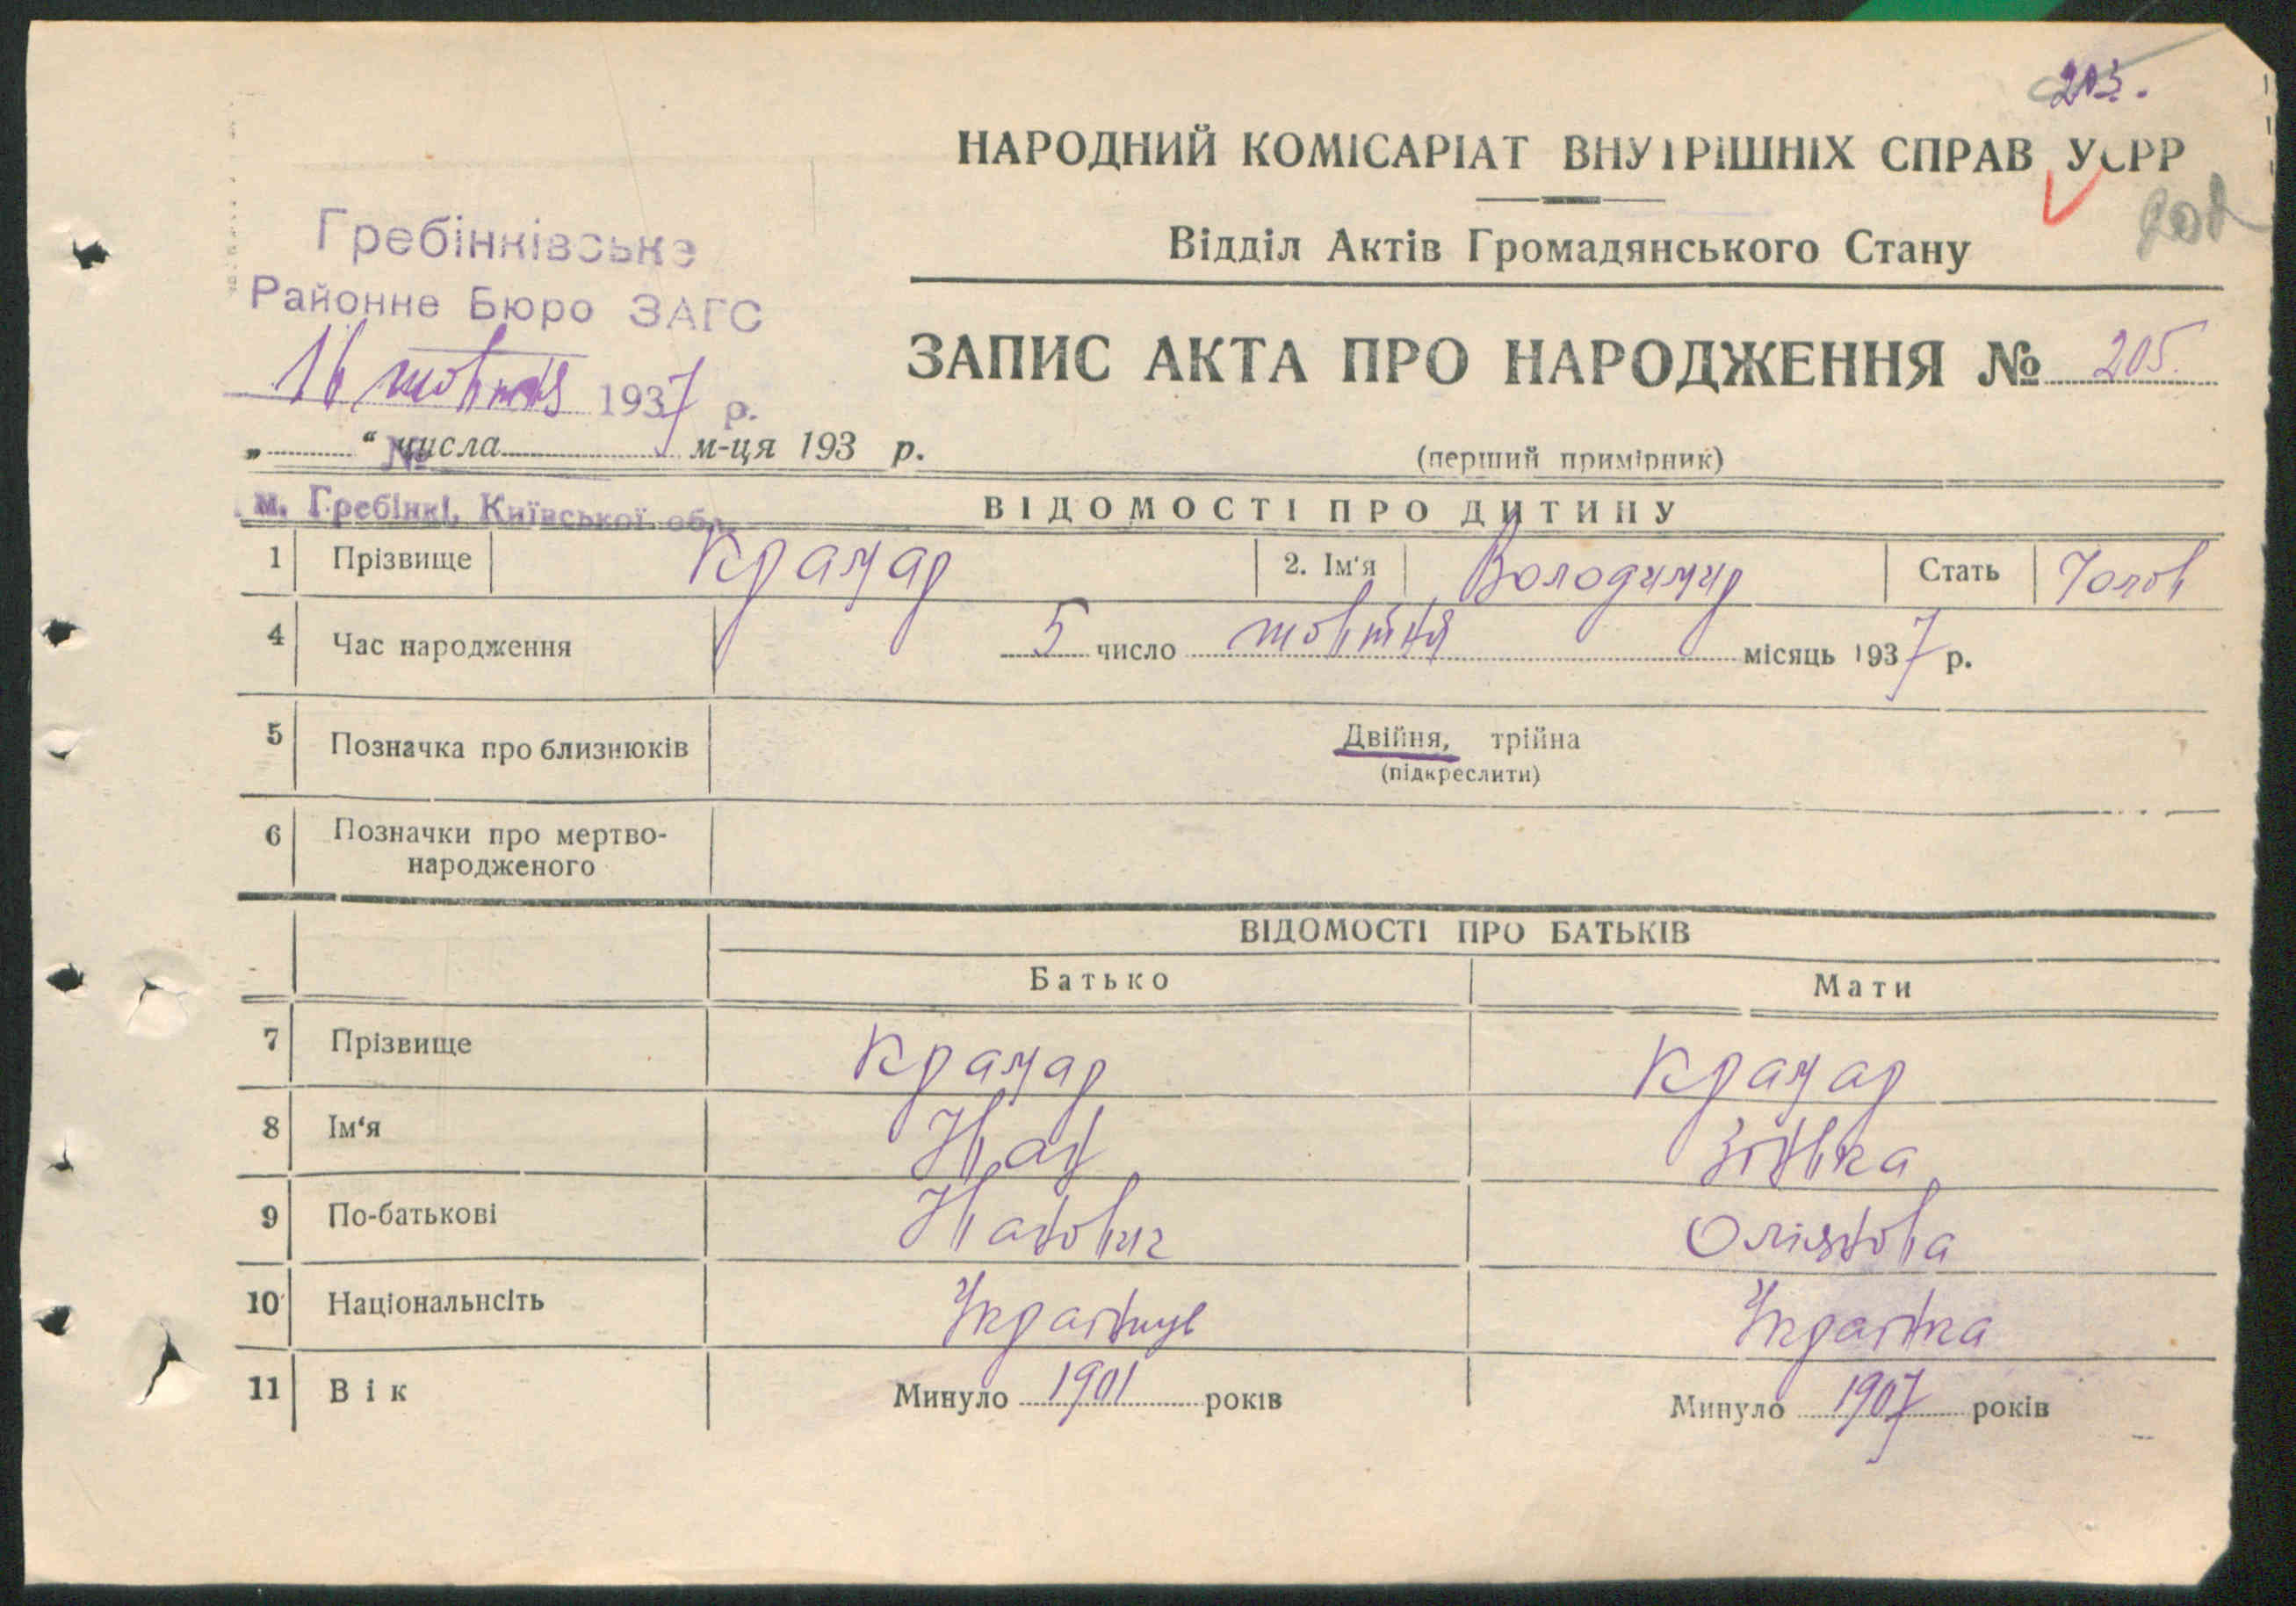 205.
НАРОДНИЙ КОМІСАРІАТ ВНУТРІШНІХ СПРАВ УСРР
Відділ Актів Громадянського Стану
Гребінківське
Районне Бюро ЗАГС
16 жовтня 1937 р.
№
„ “ числа м-ця 193 р.
м. Гребінкі, Київської обл.
ЗАПИС АКТА ПРО НАРОДЖЕННЯ № 205.
(перший примірник)
ВІДОМОСТІ ПРО ДИТИНУ
1 Прізвище Крамар 2. Ім‘я Володимир Стать Чолов
4 Час народження 5 число жовтня місяць 1937 р.
5 Позначка про близнюків Двійня, трійна
(підкреслити)
6 Позначки про мертво-
народженого
ВІДОМОСТІ ПРО БАТЬКІВ
Батько Мати
7 Прізвище Крамар Крамар
8 Ім‘я Іван Зінька
9 По-батькові Іванович
10 Національнсіть Українець Українка
11 Вік Минуло 1901 років Минуло 1907 років